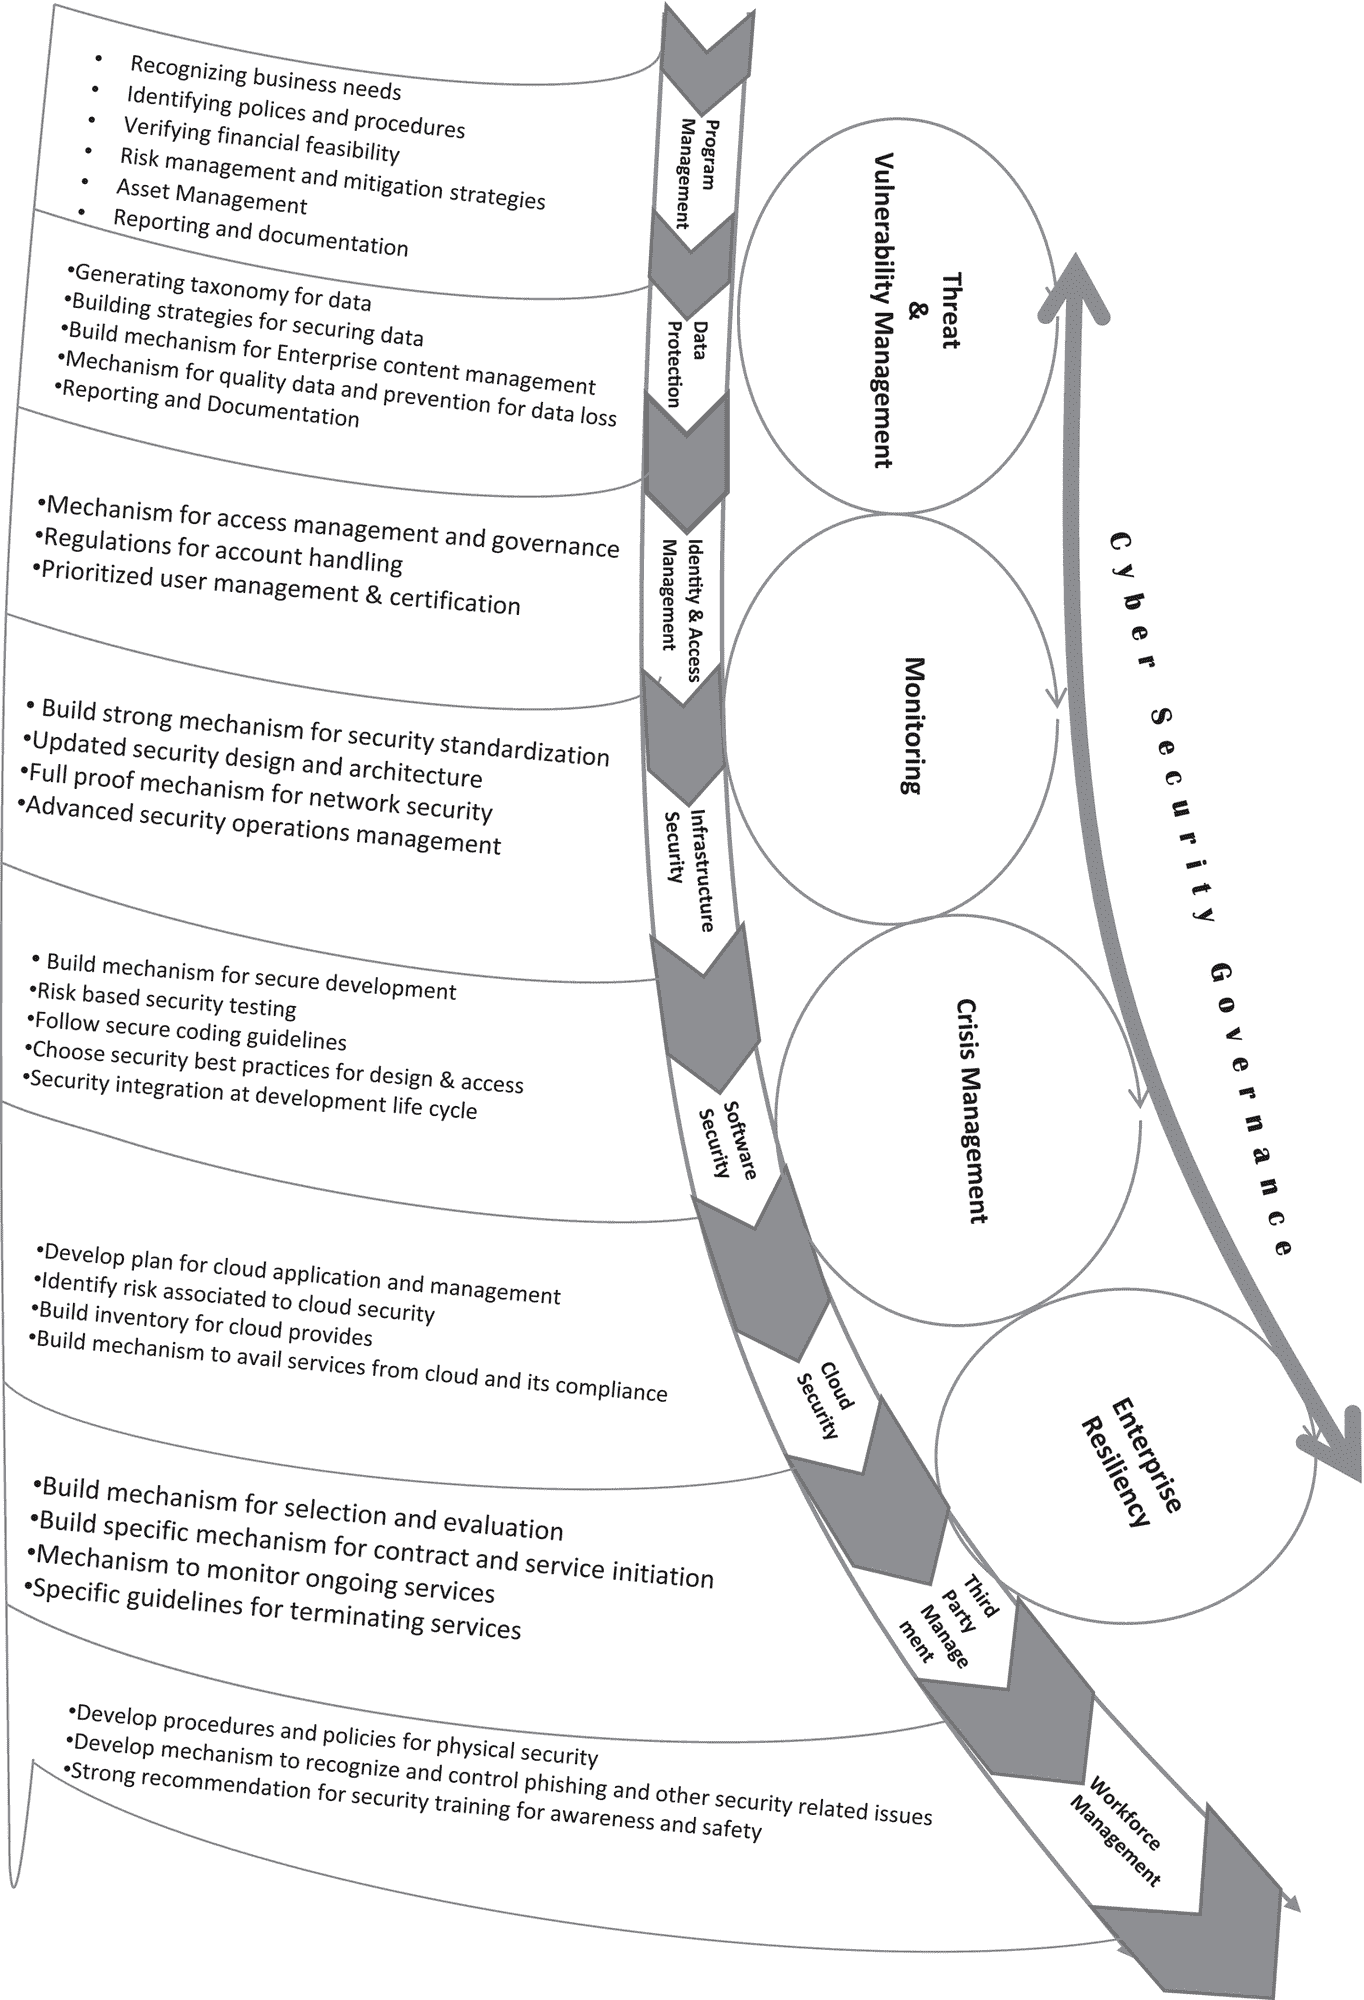 • Recognizing business needs
• Identifying polices and procedures
• Verifying financial feasibility
• Risk management and mitigation strategies
• Asset Management
• Reporting and documentation
•Generating taxonomy for data
•Building strategies for securing data
•Build mechanism for Enterprise content management
•Mechanism for quality data and prevention for data loss
•Reporting and Documentation
•Mechanism for access management and governance
•Regulations for account handling
•Prioritized user management & certification
• Build strong mechanism for security standardization
•Updated security design and architecture
•Full proof mechanism for network security
•Advanced security operations management
• Build mechanism for secure development
•Risk based security testing
•Follow secure coding guidelines
•Choose security best practices for design & access
•Security integration at development life cycle
•Develop plan for cloud application and management
•Identify risk associated to cloud security
•Build inventory for cloud provides
•Build mechanism to avail services from cloud and its compliance
•Build mechanism for selection and evaluation
•Build specific mechanism for contract and service initiation
•Mechanism to monitor ongoing services
•Specific guidelines for terminating services
•Develop procedures and policies for physical security
•Develop mechanism to recognize and control phishing and other security related issues
•Strong recommendation for security training for awareness and safety
Program
Management
Data
Protection
Identity & Access
Management
Infrastructure
Security
Software
Security
Cloud
Security
Third
Party
Manage
ment
Workforce
Management
Threat
&
Vulnerability Management
Monitoring
Crisis Management
Enterprise
Resiliency
Cyber Security Governance